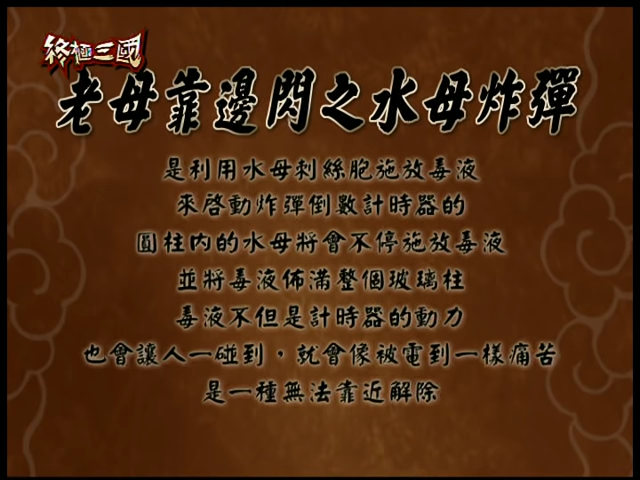 終極三國
老母靠邊閃之水母炸彈
是利用水母刺絲胞施放毒液
來啓動炸彈倒數計時器的
圓柱內的水母將會不停施放毒液
並將毒液佈滿整個玻璃柱
毒液不但是計時器的動力
也會讓人一碰到，就會像被電到一樣痛苦
是一種無法靠近解除